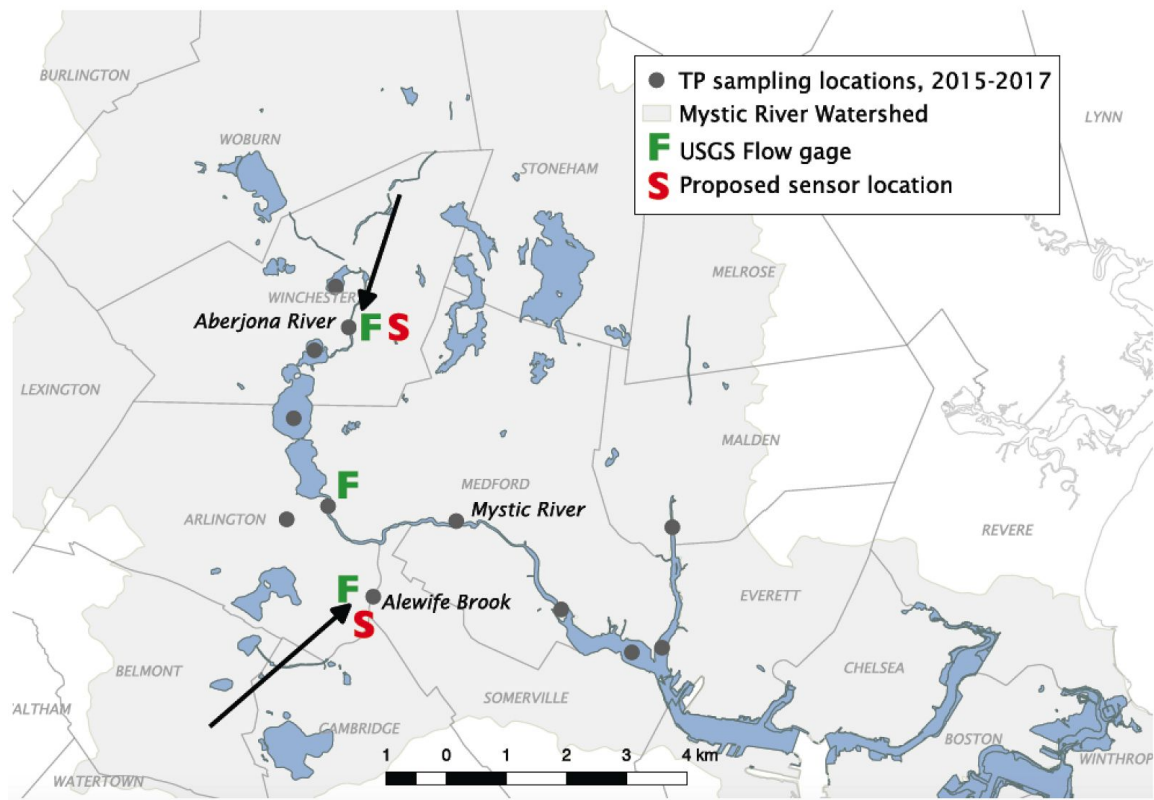 BURLINGTON
TP sampling locations, 2015-2017
Mystic River Watershed
F USGS Flow gage
S Proposed sensor location
LYNN
WOBURN
STONEHAM
MELROSE
WINCHESTER
Aberjona River
F S
LEXINGTON
MALDEN
F
MEDFORD
Mystic River
ARLINGTON
REVERE
F
Alewife Brook
S
EVERETT
BELMONT
CHELSEA
SOMERVILLE
ALTHAM
CAMBRIDGE
BOSTON
WINTHROP
WATERTOWN
1 0 1 2 3 4 km